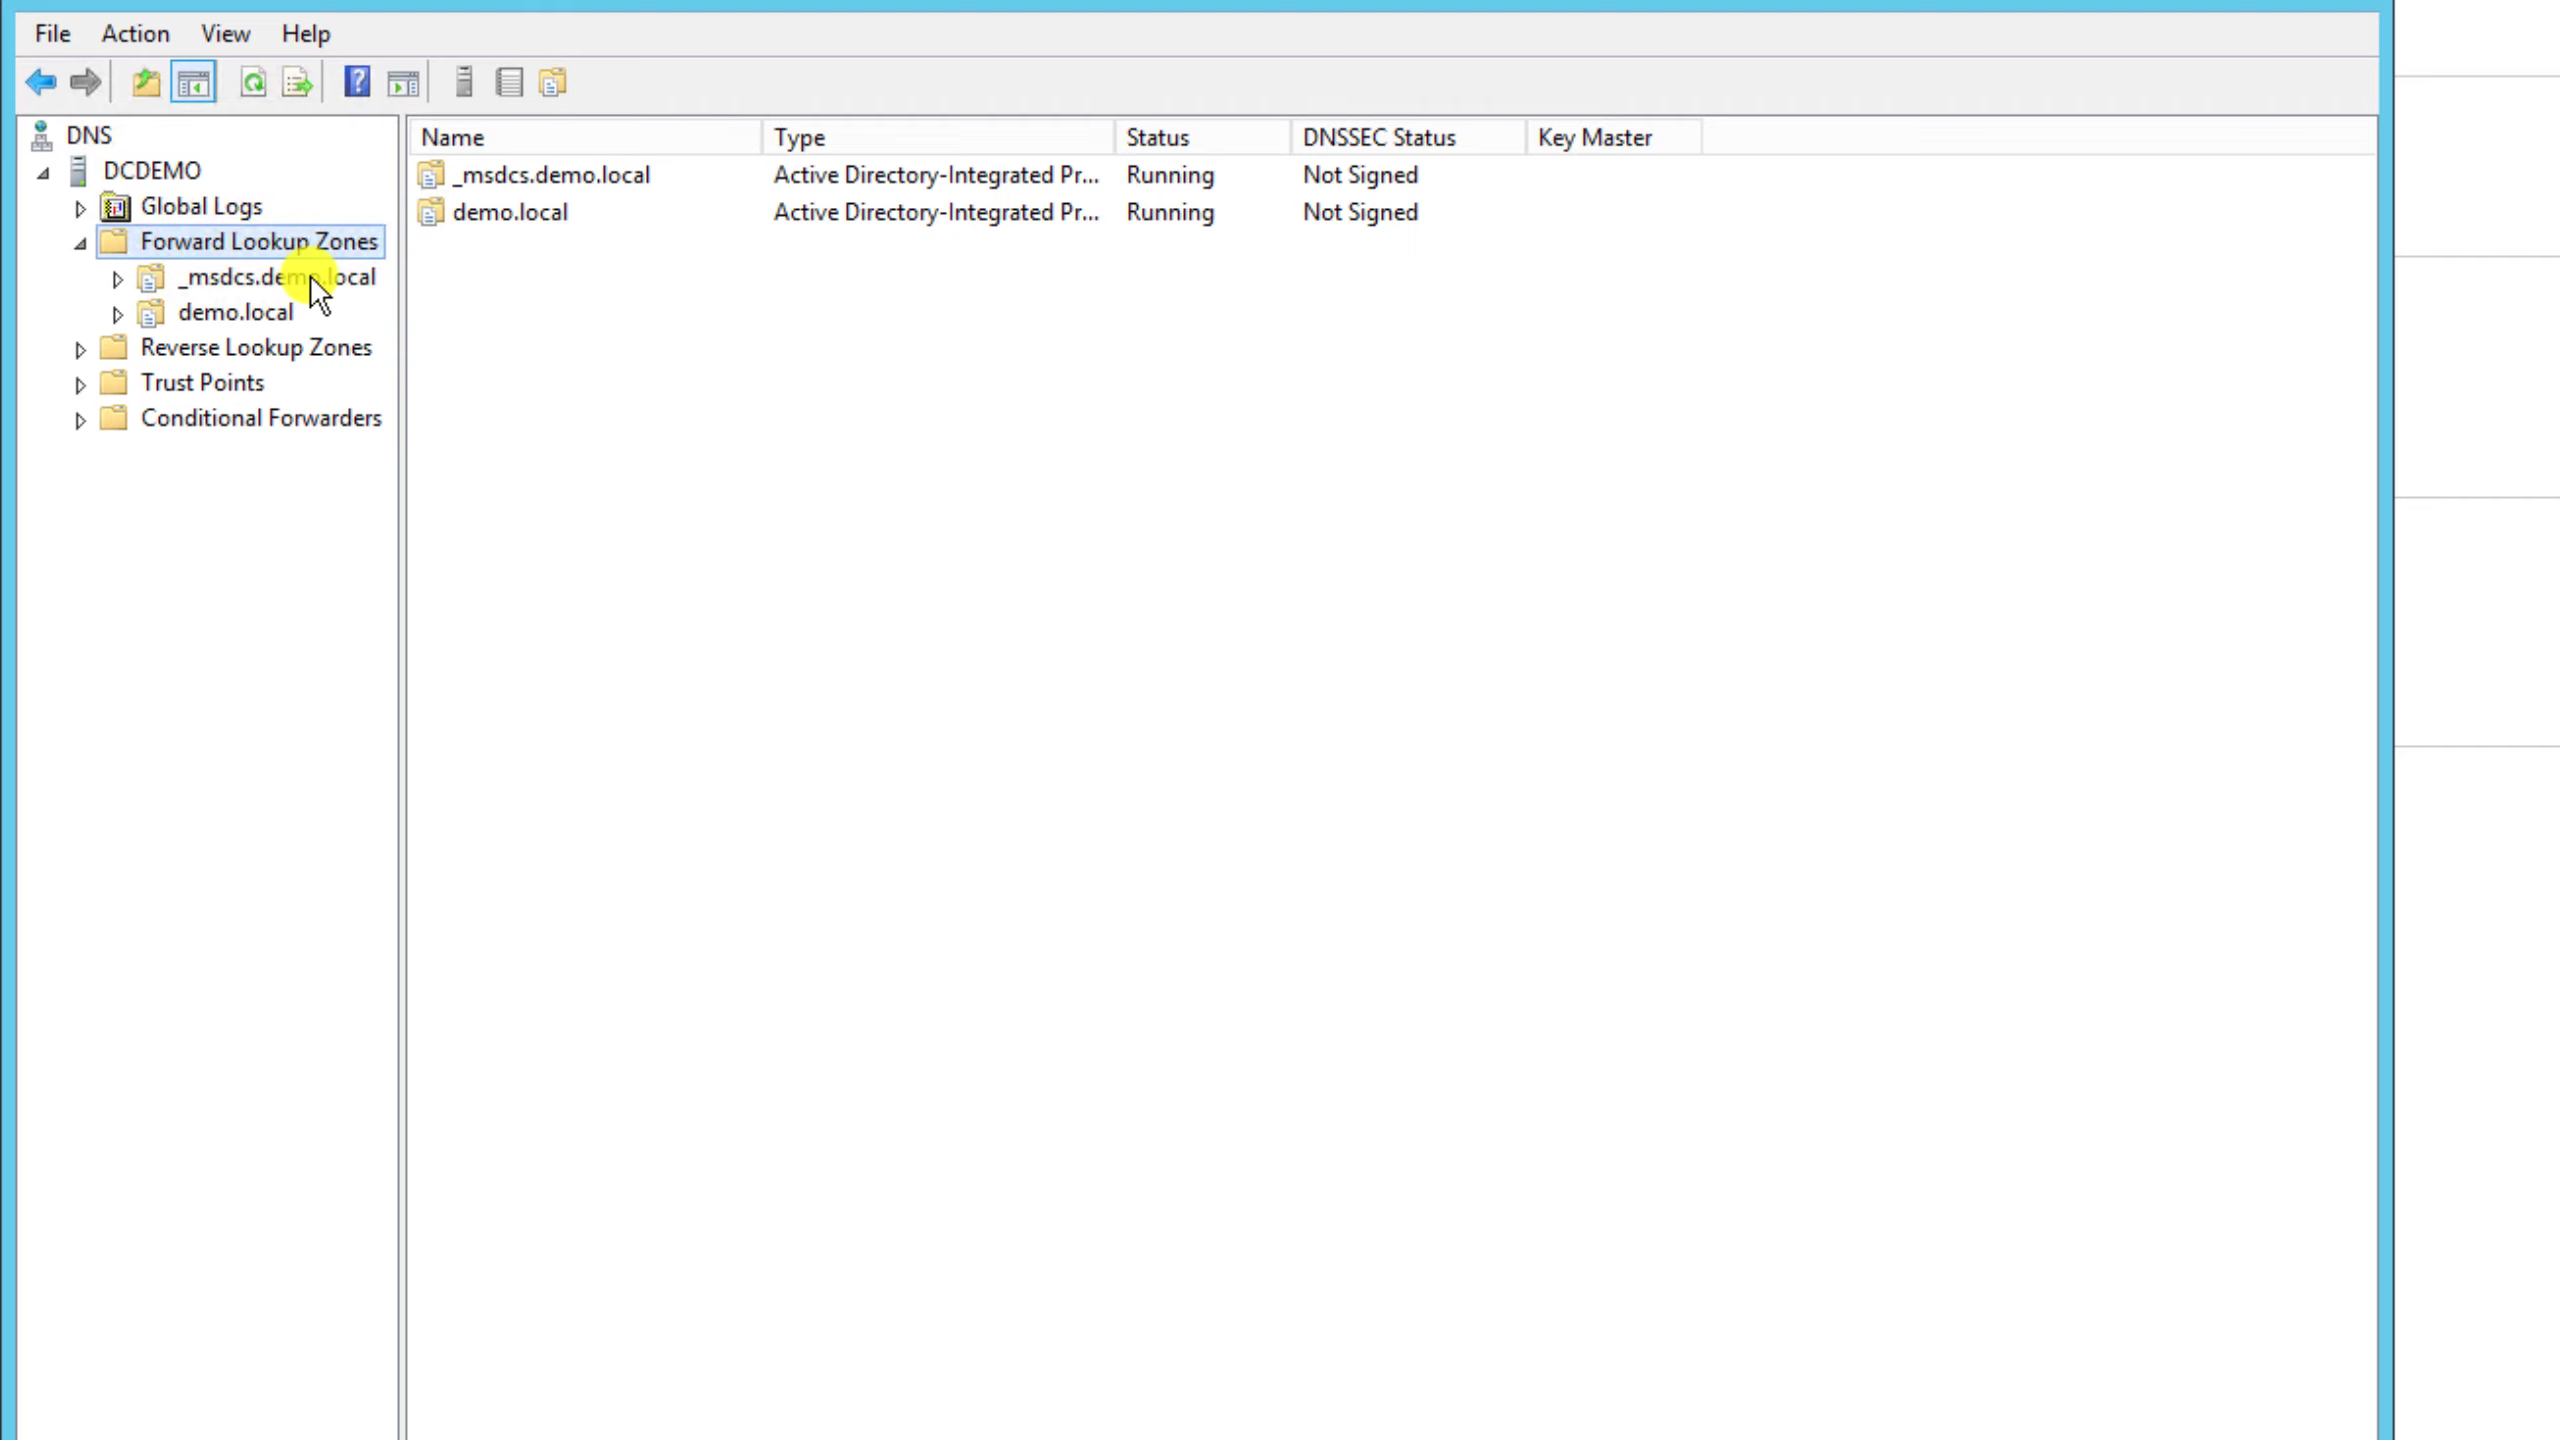 File Action View Help
DNS
DCDEMO
Global Logs
Forward Lookup Zones
_msdcs.demo.local
demo.local
Reverse Lookup Zones
Trust Points
Conditional Forwarders
Name Type Status DNSSEC Status Key Master
_msdcs.demo.local Active Directory-Integrated Pr... Running Not Signed
demo.local Active Directory-Integrated Pr... Running Not Signed